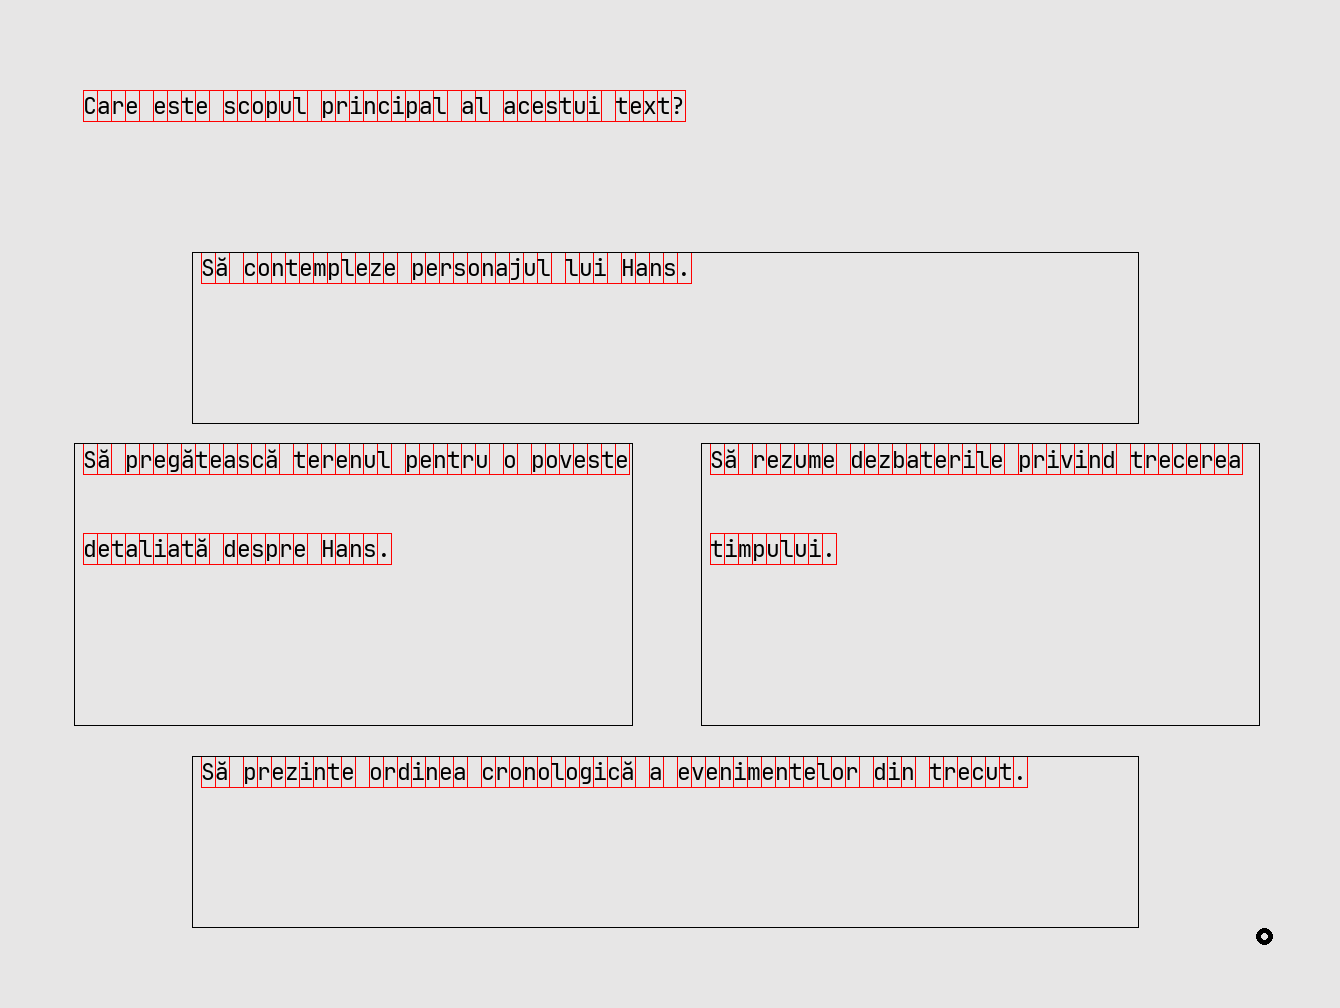 Care este scopul principal al acestui text?
Să contempleze personajul lui Hans.
Să pregătească terenul pentru o poveste
detaliată despre Hans.
Să rezume dezbaterile privind trecerea
timpului.
Să prezinte ordinea cronologică a evenimentelor din trecut.